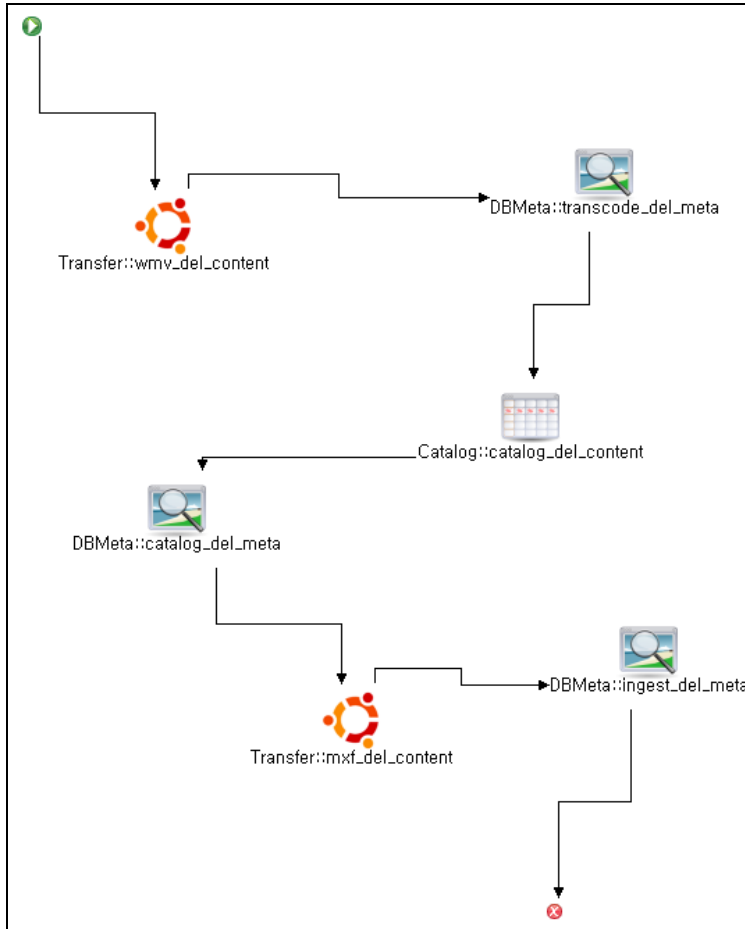 DBMeta::transcode_del_meta
Transfer::wmv_del_content
Catalog::catalog_del_content
DBMeta::catalog_del_meta
DBMeta::ingest_del_meta
Transfer::mxf_del_content